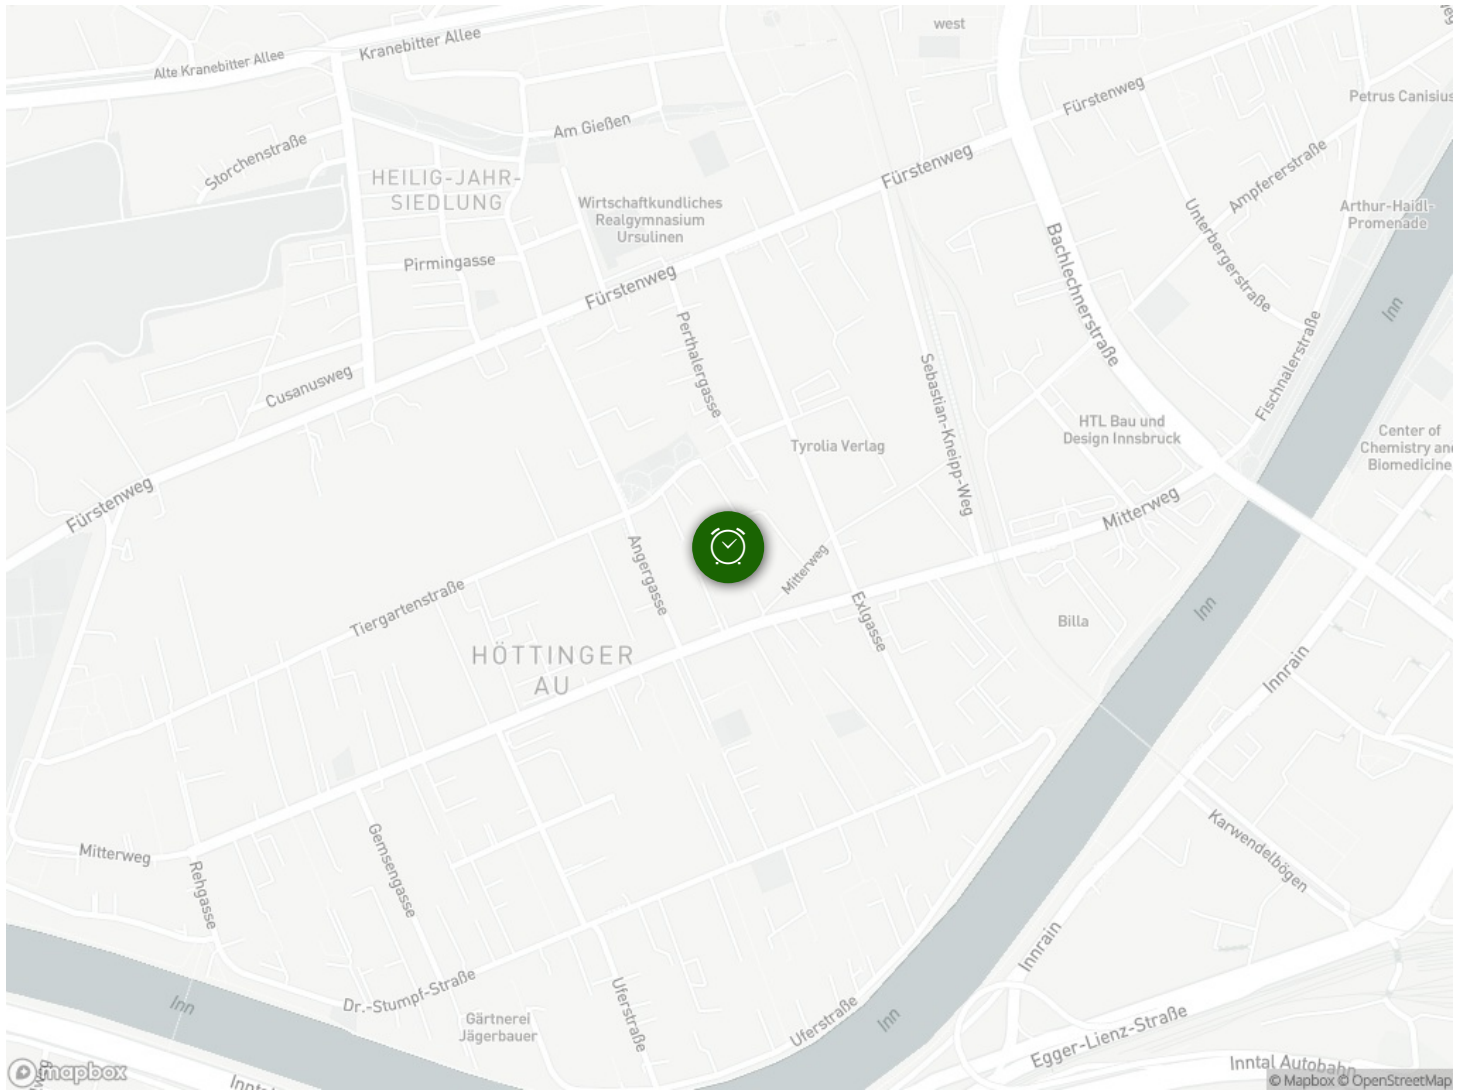 west
Kranebitter Allee
Alte Kranebitter Allee
Fürstenweg
Petrus Canisius
Am Gießen
Storchenstraße
Fürstenweg
Ampfererstraße
HEILIG-JAHR-
SIEDLUNG
Wirtschaftkundliches
Realgymnasium
Ursulinen
Arthur-Haidl-
Promenade
Unterbergerstraße
Bachlechnerstraße
Pirmingasse
Fürstenweg
Inn
Perthalergasse
Fischnalerstraße
Cusanusweg
Sebastian-Kneipp-Weg
HTL Bau und
Design Innsbruck
Tyrolia Verlag
Center of
Chemistry and
Biomedicine
Fürstenweg
Mitterweg
Angergasse
Mitterweg
Tiergartenstraße
Exlgasse
Inn
Billa
HÖTTINGER
AU
Innrain
Mitterweg
Gemsengasse
Rehgasse
Karwendelbögen
Innrain
Dr.-Stumpf-Straße
Inn
Uferstraße
Gärtnerei
Jägerbauer
Uferstraße
Inn
Egger-Lienz-Straße
Inntal Autobahn
mapbox
© Mapbox © OpenStreetMap